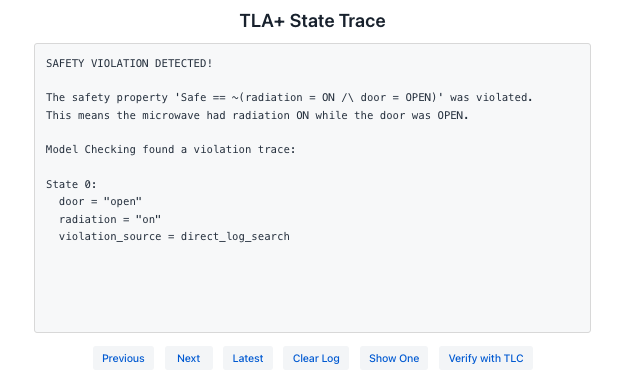 TLA+ State Trace
SAFETY VIOLATION DETECTED!
The safety property 'Safe == ~(radiation = ON /\ door = OPEN)' was violated.
This means the microwave had radiation ON while the door was OPEN.
Model Checking found a violation trace:
State 0:
door = "open"
radiation = "on"
violation_source = direct_log_search
Previous
Next
Latest
Clear Log
Show One
Verify with TLC